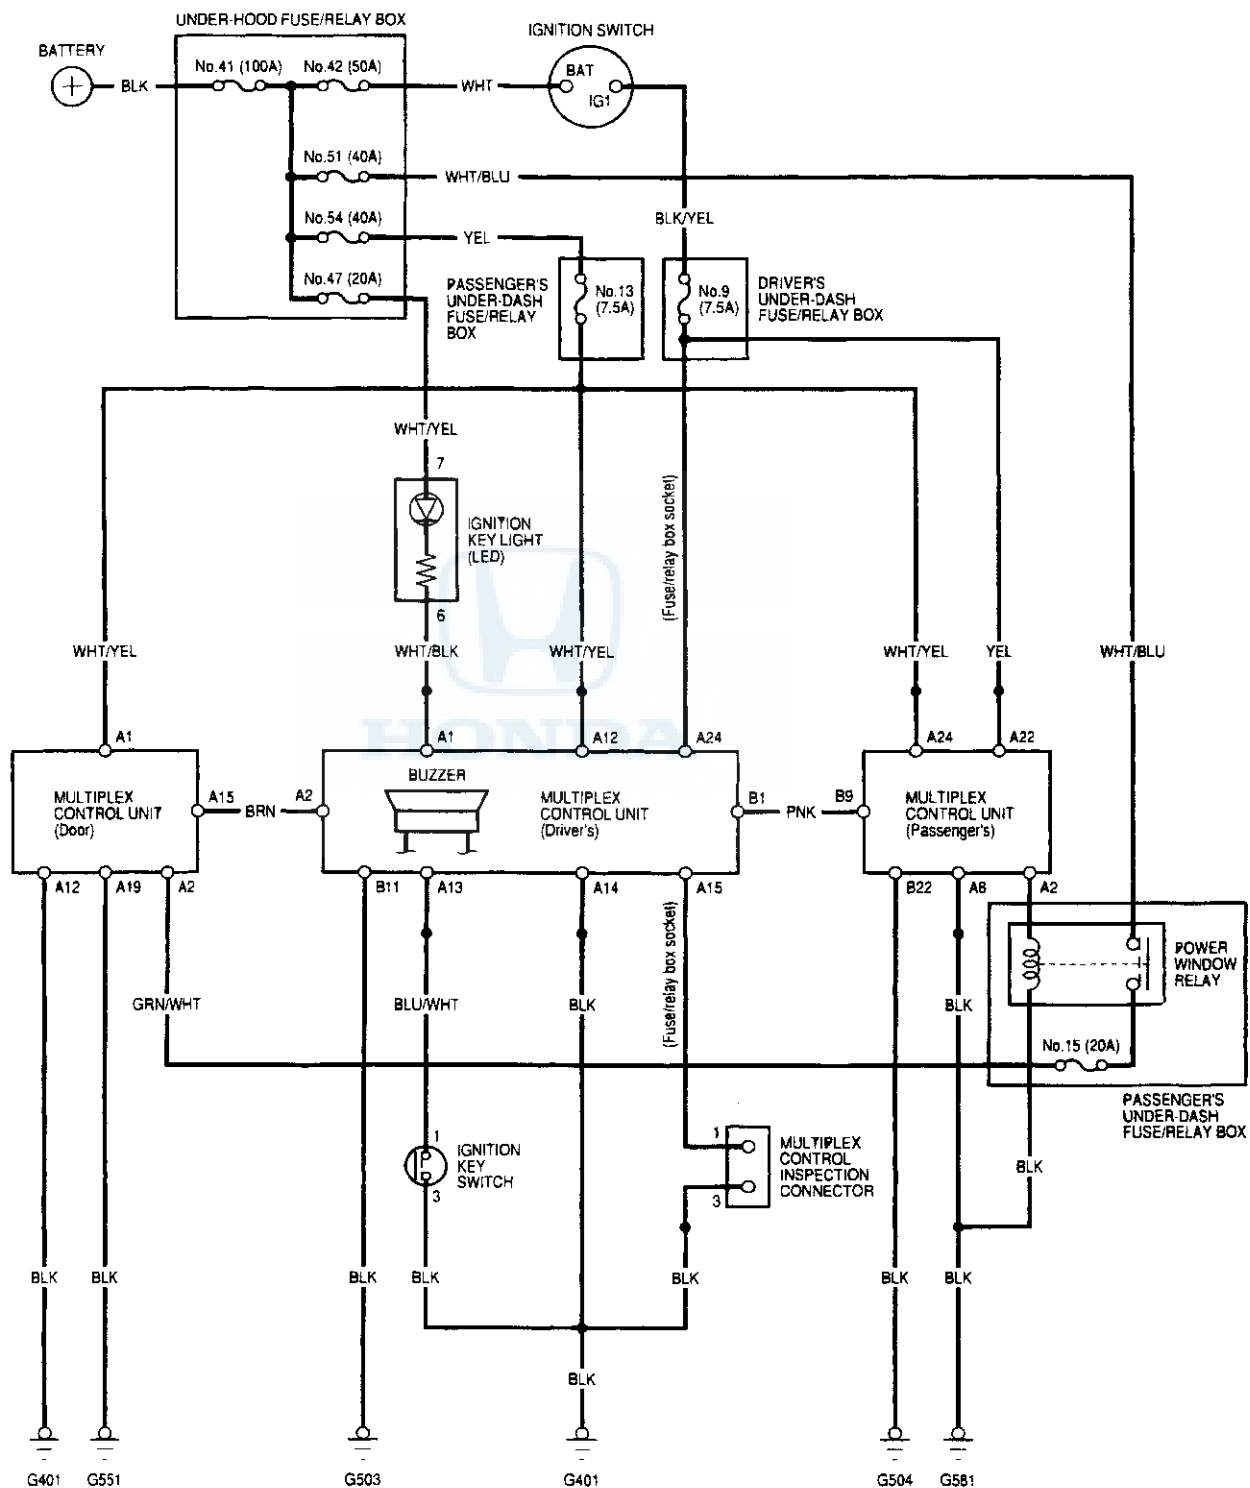 UNDER-HOOD FUSE/RELAY BOX
IGNITION SWITCH
BATTERY
No.41 (100A)
No.42 (50A)
BAT
BLK
WHT
IG1
No.51 (40A)
WHT/BLU
No.54 (40A)
YEL
BLK/YEL
No.47 (20A)
PASSENGER'S
UNDER-DASH
FUSE/RELAY
BOX
No.13
(7.5A)
No.9
(7.5A)
DRIVER'S
UNDER-DASH
FUSE/RELAY BOX
WHT/YEL
7
IGNITION
KEY LIGHT
(LED)
(Fuse/relay box socket)
6
WHT/YEL
WHT/BLK
WHT/YEL
WHT/YEL
YEL
WHT/BLU
HONDA
A1
A1
A12
A24
A24
A22
BUZZER
MULTIPLEX
CONTROL UNIT
(Door)
A15
BRN
A2
MULTIPLEX
CONTROL UNIT
(Driver's)
B1
PNK
B9
MULTIPLEX
CONTROL UNIT
(Passenger's)
A12
A19
A2
B11
A13
A14
A15
B22
A6
A2
(Fuse/relay box socket)
POWER
WINDOW
RELAY
GRN/WHT
BLU/WHT
BLK
BLK
No.15 (20A)
PASSENGER'S
UNDER-DASH
FUSE/RELAY BOX
1
IGNITION
KEY
SWITCH
3
1
3
MULTIPLEX
CONTROL
INSPECTION
CONNECTOR
BLK
BLK
BLK
BLK
BLK
BLK
BLK
BLK
BLK
G401
G551
G503
G401
G504
G581